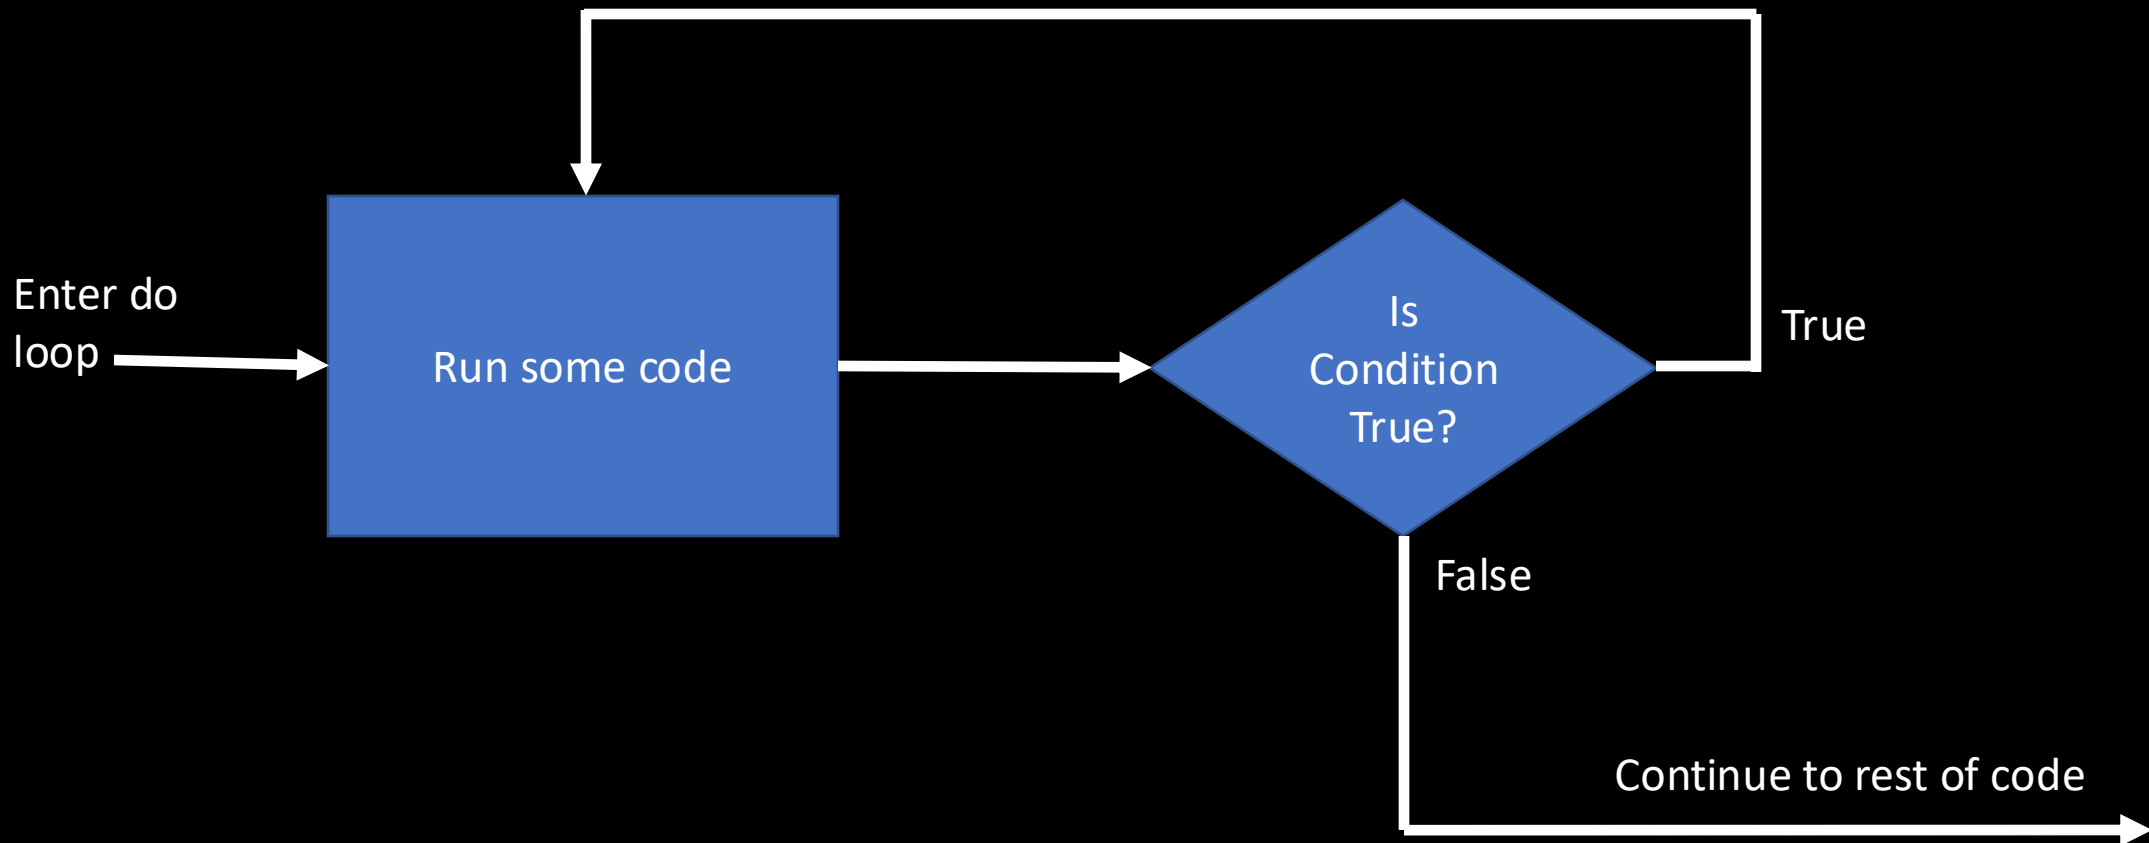 Enter do
loop
Run some code
Is
Condition
True?
True
False
Continue to rest of code